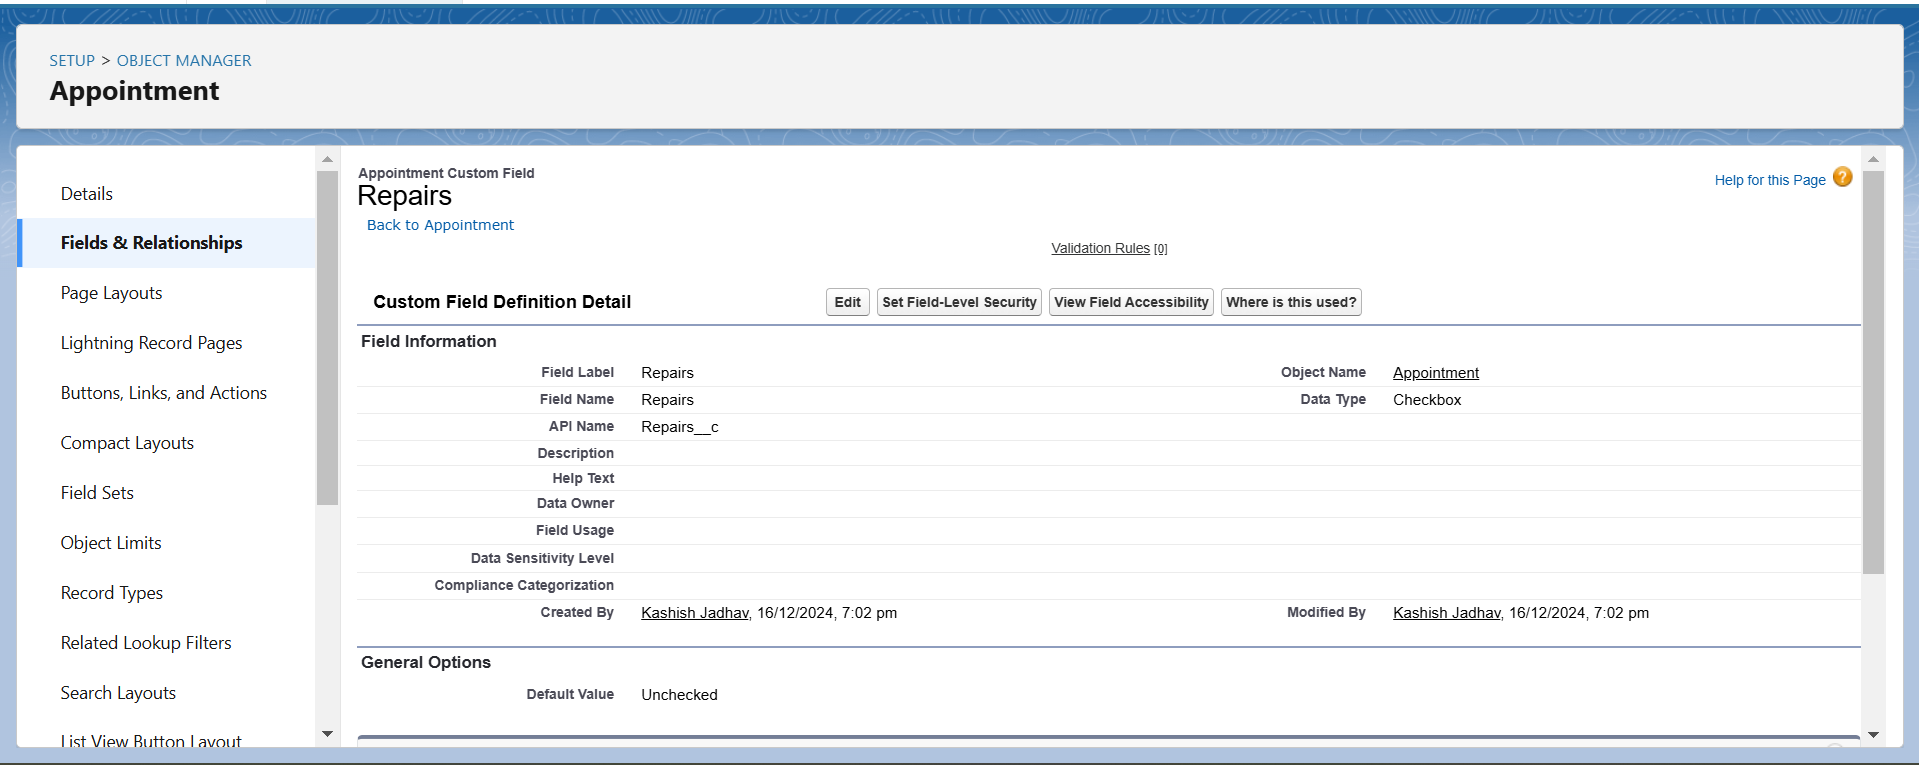 SETUP > OBJECT MANAGER
Appointment
Details
Fields & Relationships
Page Layouts
Lightning Record Pages
Buttons, Links, and Actions
Compact Layouts
Field Sets
Object Limits
Record Types
Related Lookup Filters
Search Layouts
List View Button Layout
Appointment Custom Field
Repairs
Back to Appointment
Help for this Page ?
Validation Rules [0]
Custom Field Definition Detail
Edit
Set Field-Level Security
View Field Accessibility
Where is this used?
Field Information
Field Label Repairs Object Name Appointment
Field Name Repairs Data Type Checkbox
API Name Repairs__c
Description
Help Text
Data Owner
Field Usage
Data Sensitivity Level
Compliance Categorization
Created By Kashish Jadhav, 16/12/2024, 7:02 pm Modified By Kashish Jadhav, 16/12/2024, 7:02 pm
General Options
Default Value Unchecked